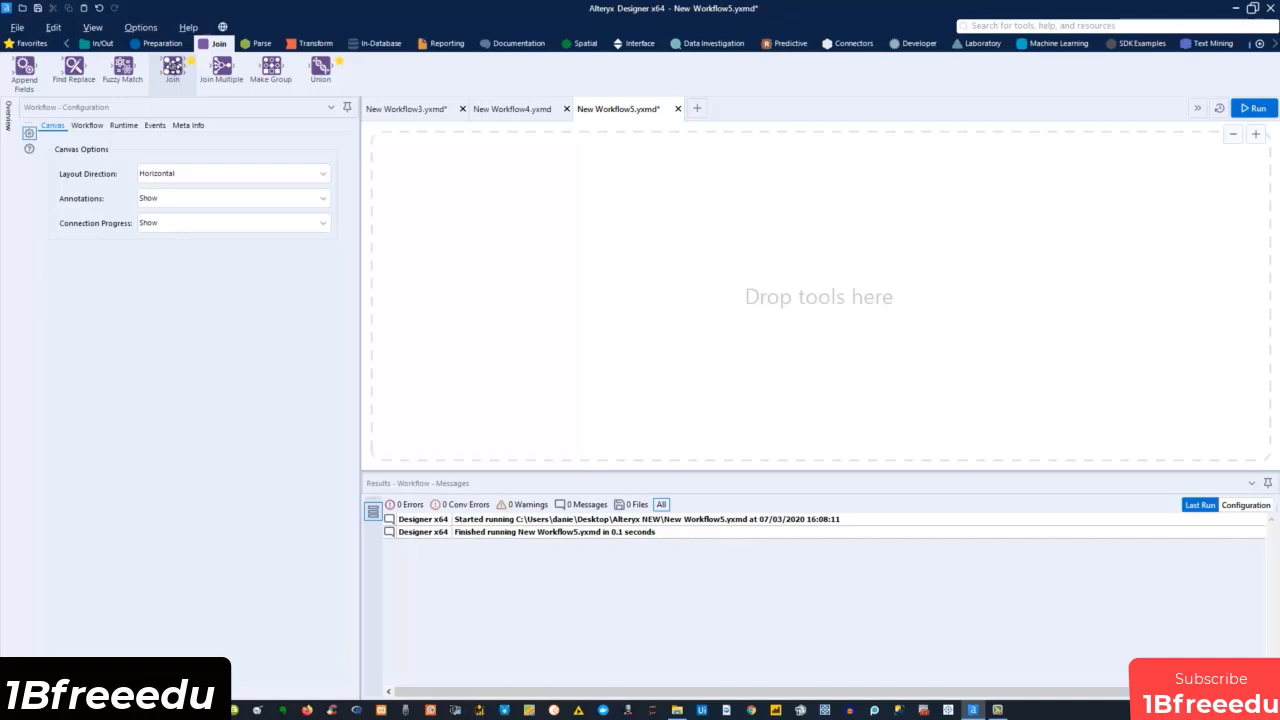 Alteryx Designer x64 - New Workflow5.yxmd*
File Edit View Options Help
Search for tools, help, and resources
Favorites In/Out Preparation Join Parse Transform In-Database Reporting Documentation Spatial Interface Data Investigation Predictive Connectors Developer Laboratory Machine Learning SDK Examples Text Mining
Append Fields Find Replace Fuzzy Match Join Join Multiple Make Group Union
Overview
Workflow - Configuration
New Workflow3.yxmd* New Workflow4.yxmd New Workflow5.yxmd*
Run
Canvas Workflow Runtime Events Meta Info
Canvas Options
Layout Direction: Horizontal
Annotations: Show
Connection Progress: Show
Drop tools here
Results - Workflow - Messages
0 Errors 0 Conv Errors 0 Warnings 0 Messages 0 Files All
Last Run Configuration
Designer x64 Started running C:\Users\danie\Desktop\Alteryx NEW\New Workflow5.yxmd at 07/03/2020 16:08:11
Designer x64 Finished running New Workflow5.yxmd in 0.1 seconds
1Bfreeedu
Subscribe
1Bfreeedu